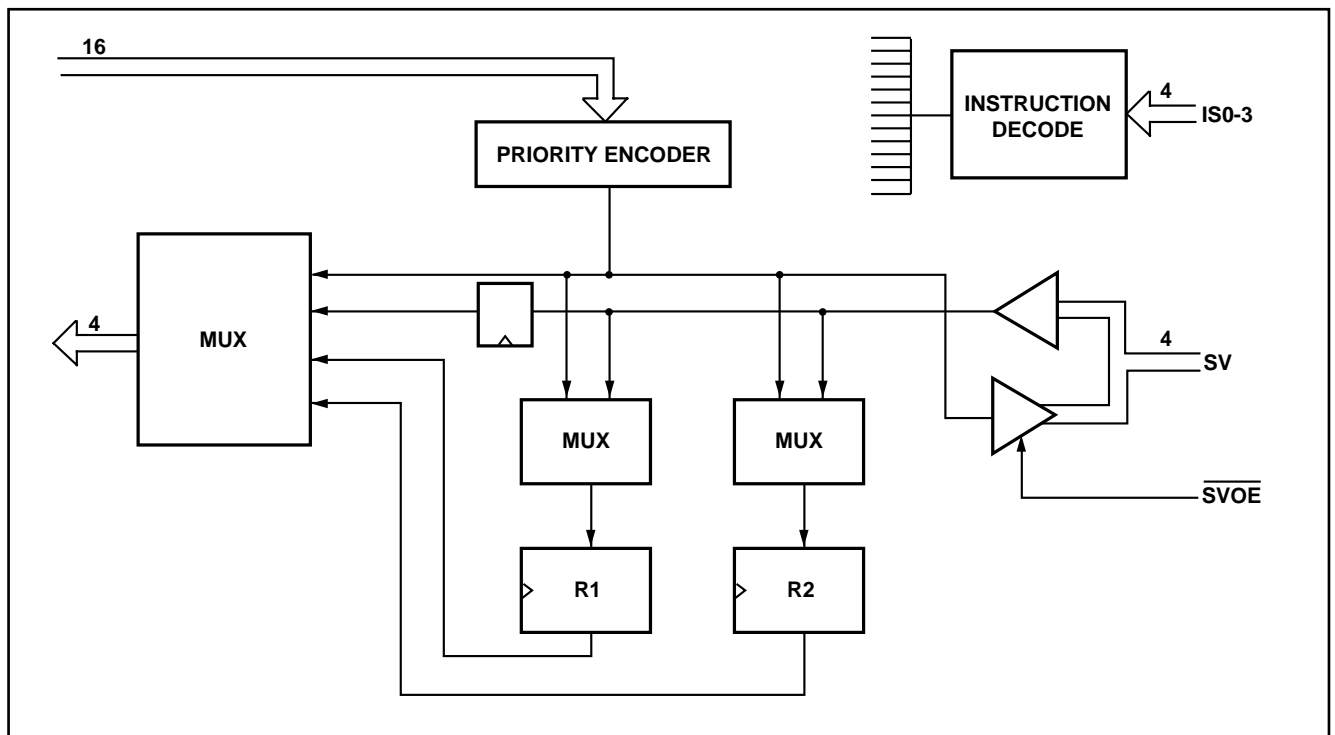 16
INSTRUCTION
DECODE
4
IS0-3
PRIORITY ENCODER
4
MUX
4
SV
MUX
MUX
SVOE
R1
R2